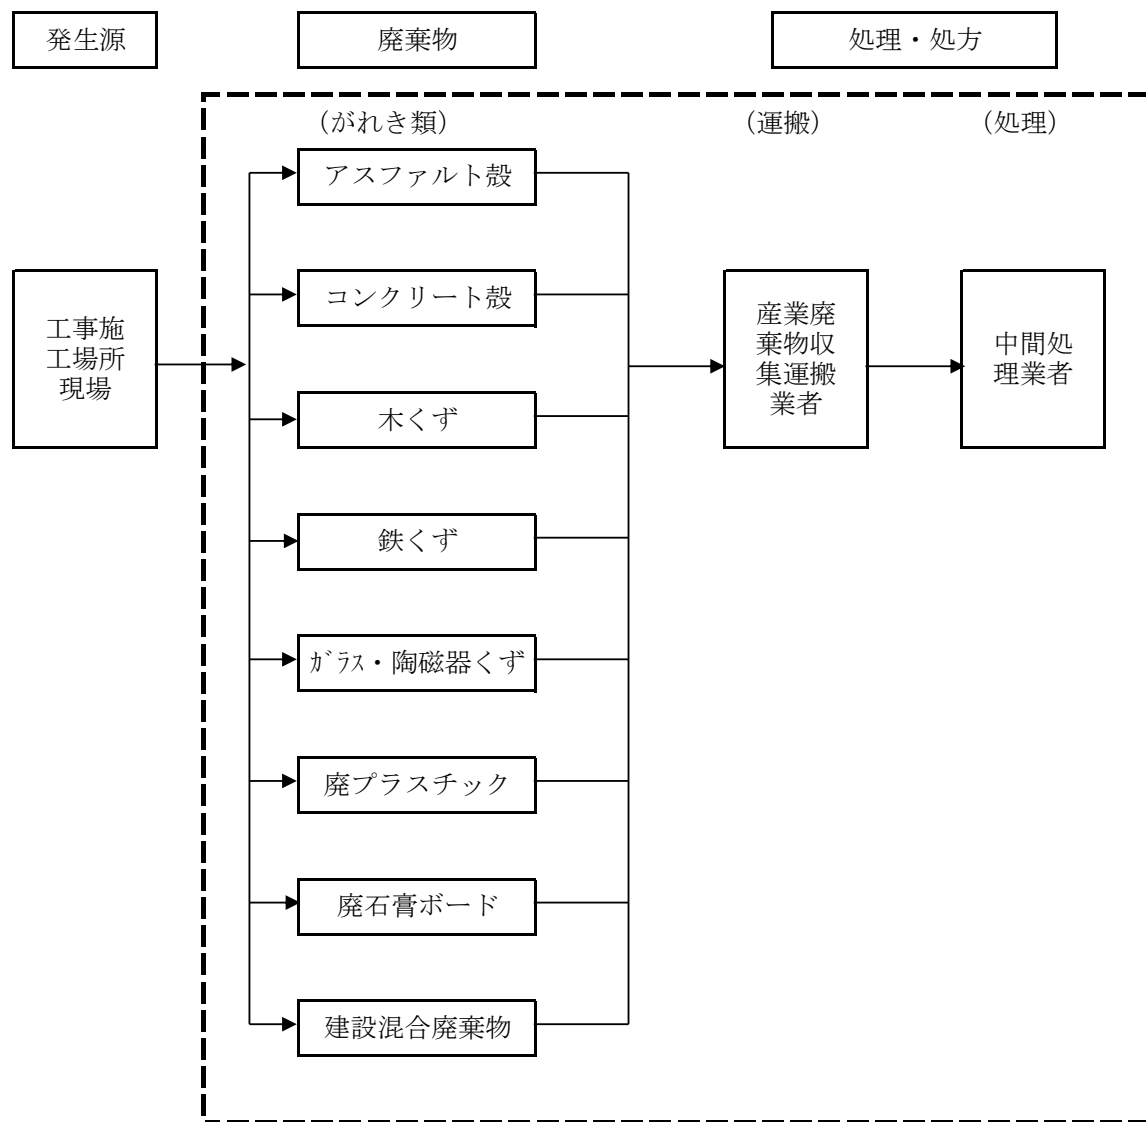 発生源
廃棄物
処理・処方
（がれき類）
（運搬）
（処理）
アスファルト殻
コンクリート殻
工事施
工場所
現場
産業廃
棄物収
集運搬
業者
中間処
理業者
木くず
鉄くず
ｶﾞﾗｽ・陶磁器くず
廃プラスチック
廃石膏ボード
建設混合廃棄物